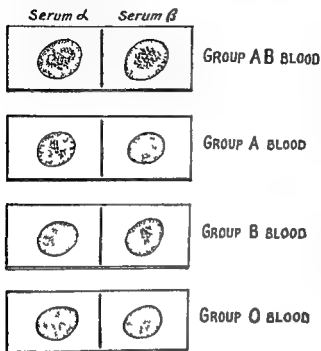 Serum α Serum β
GROUP AB BLOOD
GROUP A BLOOD
GROUP B BLOOD
GROUP O BLOOD